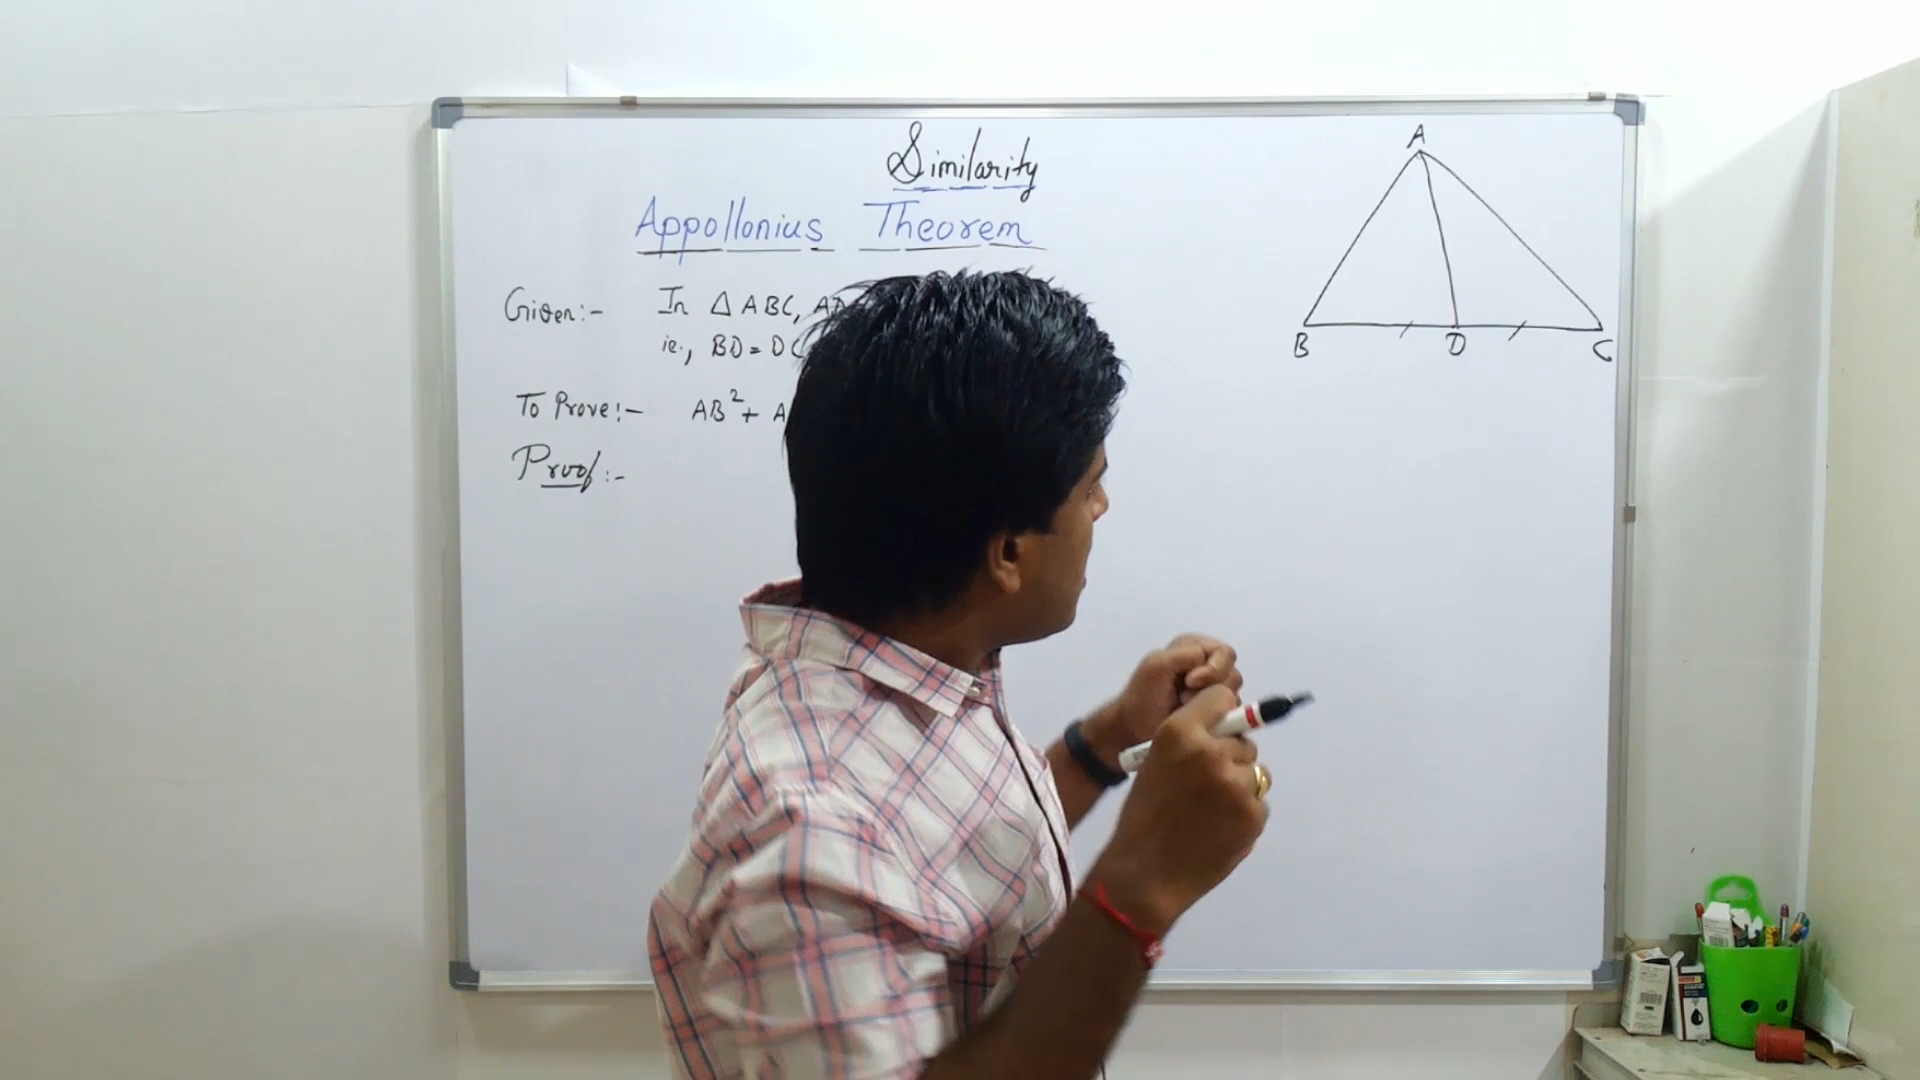 Similarity
Appollonius Theorem
Given:- In △ABC, AD
ie., BD = DC
To Prove:- AB² + A
Proof:-
A
B D C